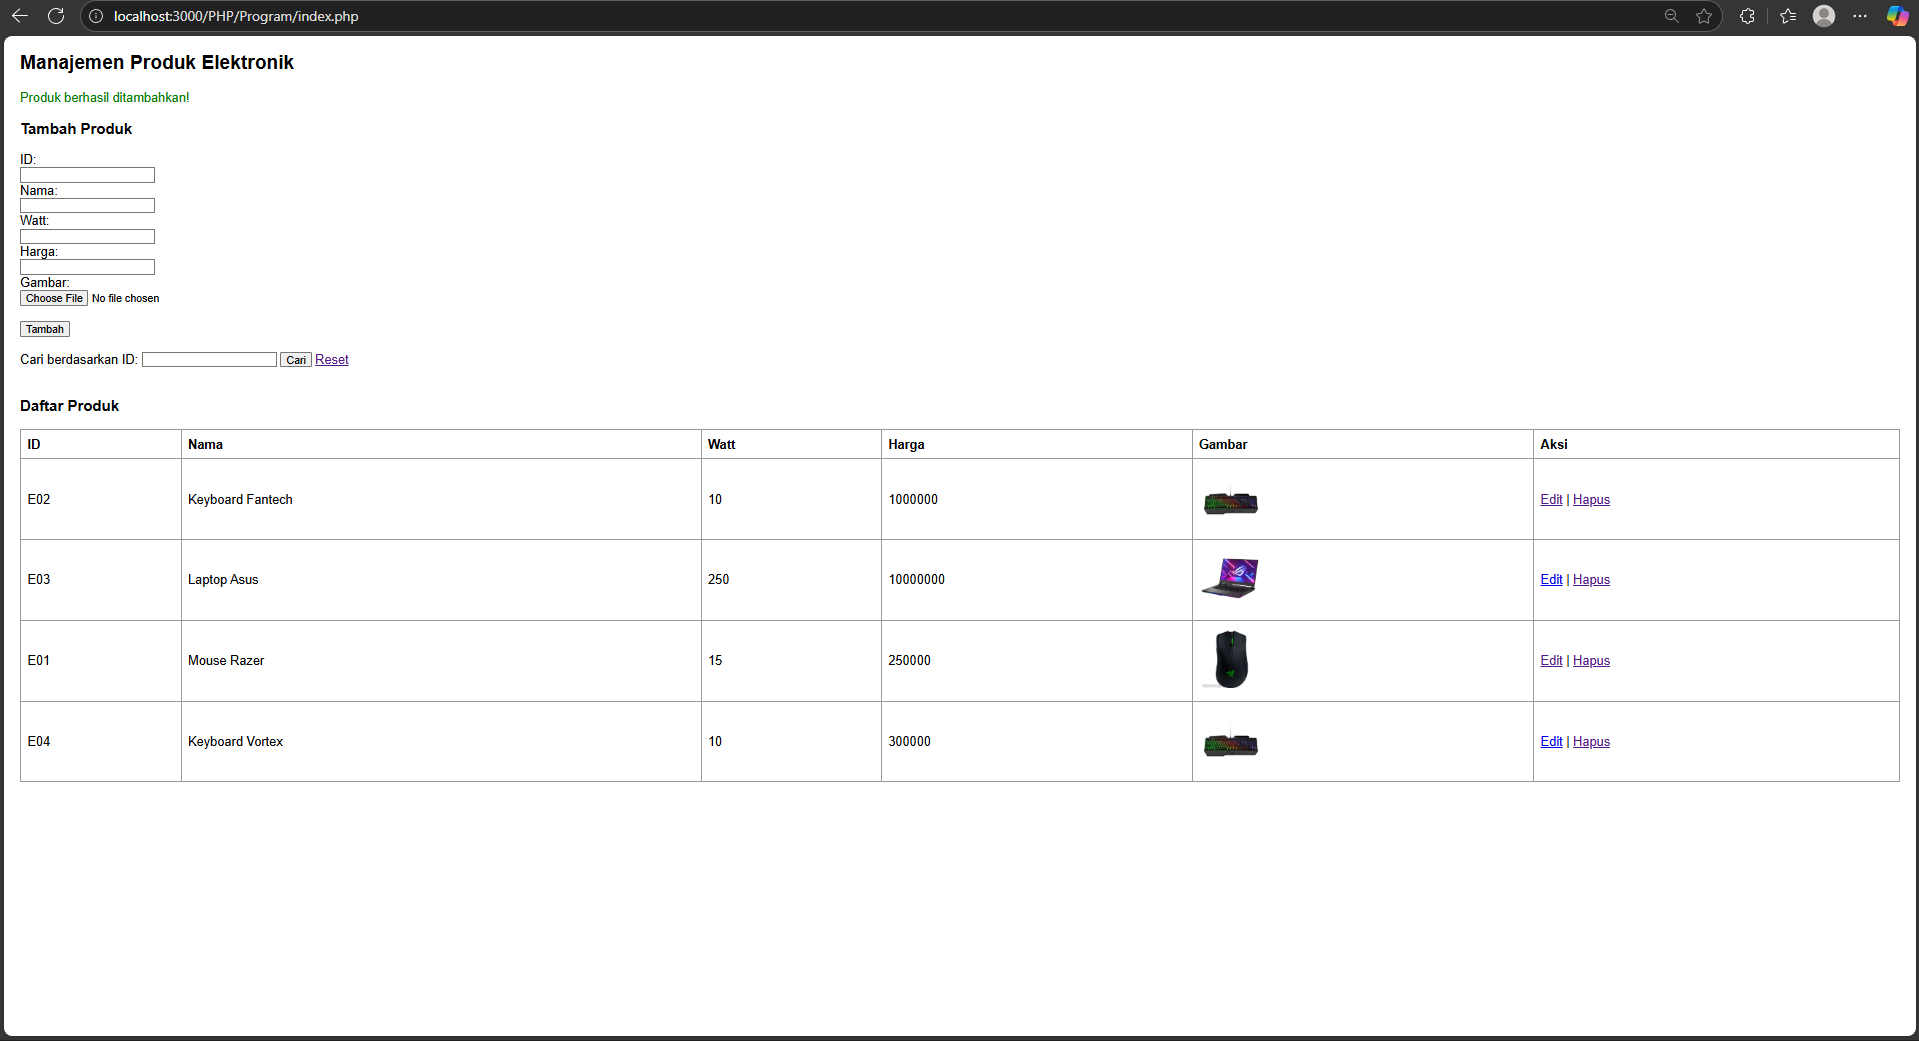 localhost:3000/PHP/Program/index.php
Manajemen Produk Elektronik
Produk berhasil ditambahkan!
Tambah Produk
ID:
Nama:
Watt:
Harga:
Gambar:
Choose File No file chosen
Tambah
Cari berdasarkan ID: Cari Reset
Daftar Produk
ID Nama Watt Harga Gambar Aksi
E02 Keyboard Fantech 10 1000000 Edit | Hapus
E03 Laptop Asus 250 10000000 Edit | Hapus
E01 Mouse Razer 15 250000 Edit | Hapus
E04 Keyboard Vortex 10 300000 Edit | Hapus